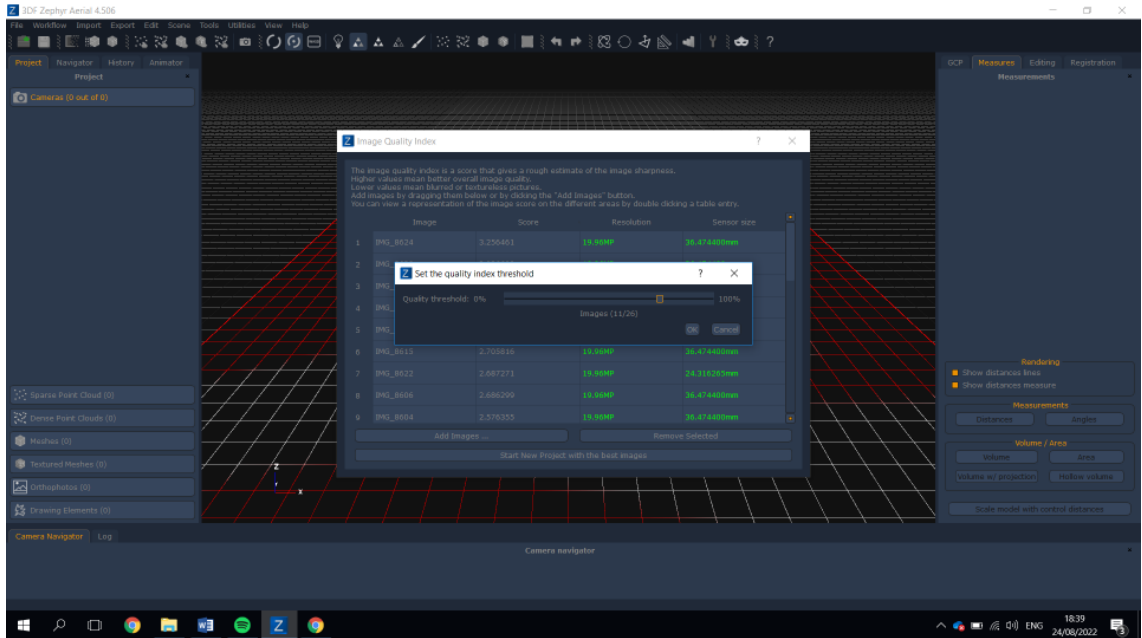 3DF Zephyr Aerial 4.506
File Workflow Import Export Edit Scene Tools Utilities View Help
Project Navigator History Animator
GCP Measures Editing Registration
Project
Measurements
Cameras (0 out of 0)
Image Quality Index
The image quality index is a score that gives a rough estimate of the image sharpness.
Higher values mean better overall image quality.
Lower values mean blurred or textureless pictures.
Add images by dragging them below or by clicking the "Add Images" button.
You can view a representation of the image score on the different areas by double clicking a table entry.
Image Score Resolution Sensor size
1 IMG_8624 3.256461 19.96MP 36.474400mm
2 IMG_
Set the quality index threshold
3 IMG_
Quality threshold: 0% 100%
4 IMG_
Images (11/26)
5 IMG_
OK Cancel
6 IMG_8613 2.703816 19.96MP 36.474400mm
7 IMG_8622 2.687271 19.96MP 24.316265mm
8 IMG_8606 2.686299 19.96MP 36.474400mm
9 IMG_8604 2.576355 19.96MP 36.474400mm
Add Images ... Remove Selected
Start New Project with the best images
Rendering
Show distances lines
Show distances measure
Measurements
Distances Angles
Volume / Area
Volume Area
Volume w/ projection Hollow volume
Scale model with control distances
Sparse Point Cloud (0)
Dense Point Clouds (0)
Meshes (0)
Textured Meshes (0)
Orthophotos (0)
Drawing Elements (0)
z
Y
x
Camera Navigator Log
Camera navigator
ENG
18:39
24/08/2022
3